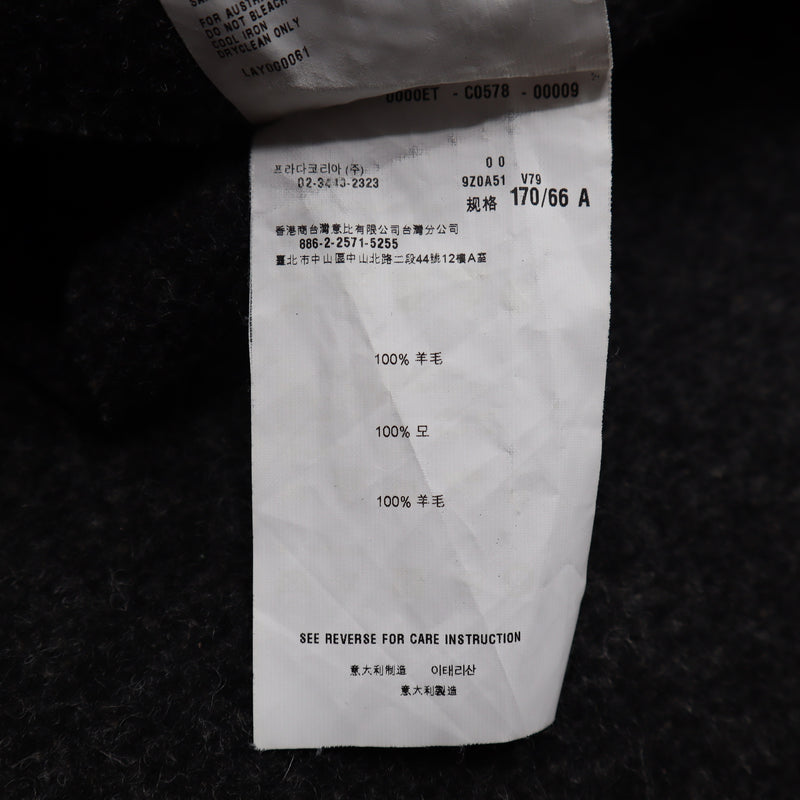 FOR AUSTRA
DO NOT BLEACH
COOL IRON
DRYCLEAN ONLY
LAY000061
0000ET - C0578 - 00009
프라다코리아 (주)
00
02-3443-2323
9Z0A51 V79
规格 170/66 A
香港商台灣意比有限公司台灣分公司
886-2-2571-5255
臺北市中山區中山北路二段44號12樓A室
100% 羊毛
100% 모
100% 羊毛
SEE REVERSE FOR CARE INSTRUCTION
意大利制造 이태리산
意大利製造